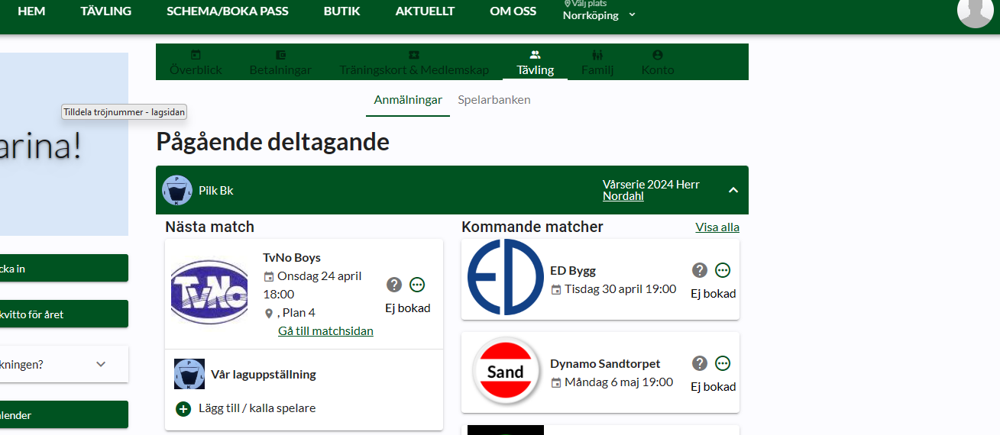 HEM TÄVLING SCHEMA/BOKA PASS BUTIK AKTUELLT OM OSS
Välj plats
Norrköping
Överblick Betalningar Träningskort & Medlemskap Tävling Familj Konto
Anmälningar Spelarbanken
Tilldela tröjnummer - lagsidan
arina!
Pågående deltagande
P
I L
K
Pilk Bk
Vårserie 2024 Herr
Nordahl
Nästa match
TvNo
TvNo Boys
Onsdag 24 april
18:00
, Plan 4
Gå till matchsidan
? Ej bokad
P
I L
K
Vår laguppställning
Lägg till / kalla spelare
Kommande matcher
Visa alla
ED
ED Bygg
Tisdag 30 april 19:00
? Ej bokad
Sand
Dynamo Sandtorpet
Måndag 6 maj 19:00
? Ej bokad
cka in
kvitto för året
kningen?
lender